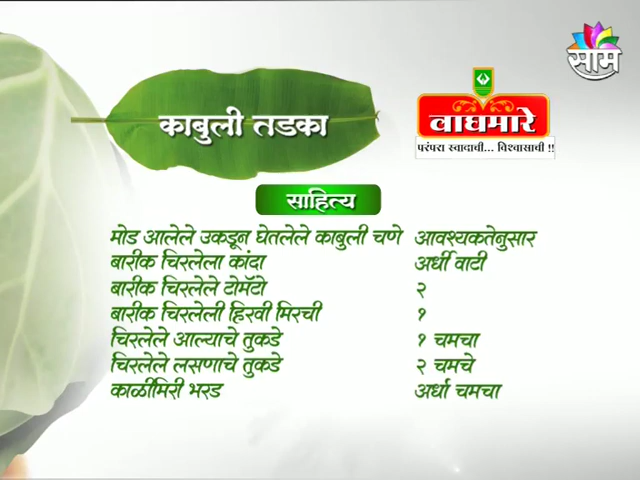 साम
काबुली तडका
वाघमारे
परंपरा स्वादाची... विश्वासाची !!
साहित्य
मोड आलेले उकडून घेतलेले काबुली चणे आवश्यकतेनुसार
बारीक चिरलेला कांदा अर्धी वाटी
बारीक चिरलेले टोमॅटो २
बारीक चिरलेली हिरवी मिरची १
चिरलेले आल्याचे तुकडे १ चमचा
चिरलेले लसणाचे तुकडे २ चमचे
काळीमिरी भरड अर्धा चमचा